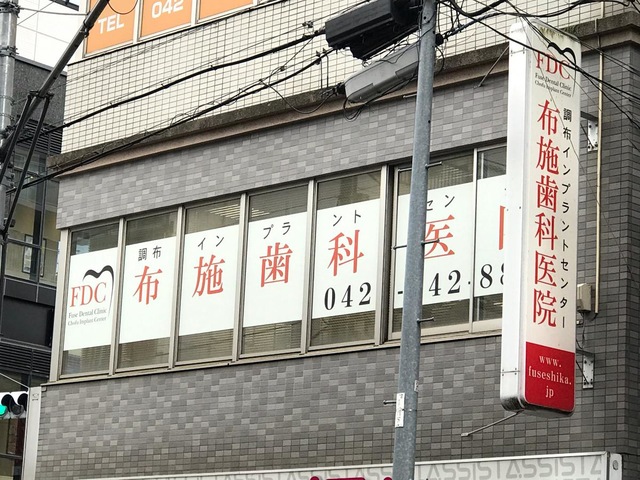 TEL
042
FDC
Fuse Dental Clinic
Chofu Implant Center
調布インプラントセン
布施歯科医
042-42-88
FDC
Fuse Dental Clinic
Chofu Implant Center
調布インプラントセンター
布施歯科医院
www.
fuseshika.
jp
ASSIST ASSIST